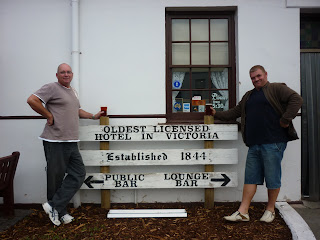 OLDEST LICENSED
HOTEL IN VICTORIA
Established 1844
PUBLIC BAR
LOUNGE BAR